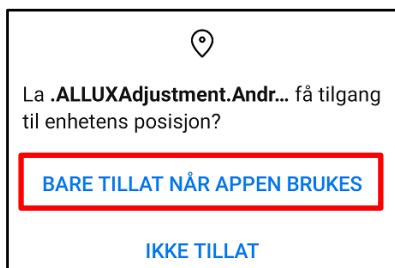 La .ALLUXAdjustment.Andr... få tilgang
til enhetens posisjon?
BARE TILLAT NÅR APPEN BRUKES
IKKE TILLAT